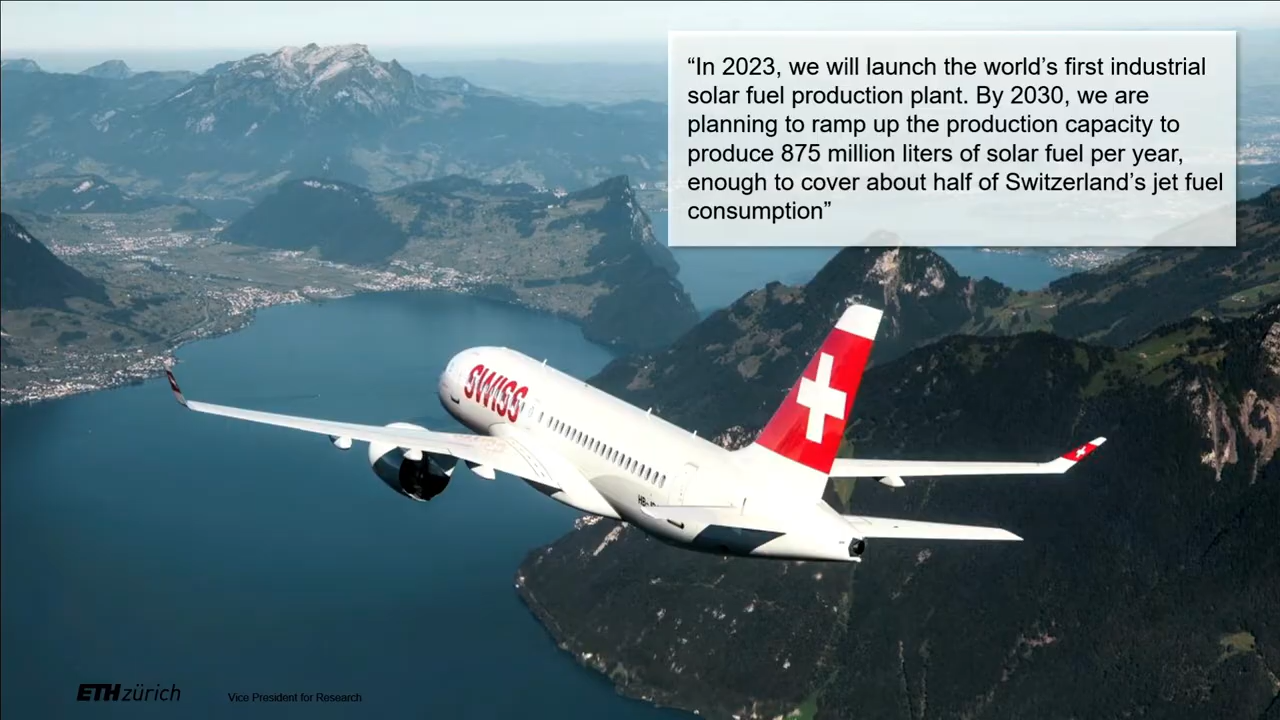 “In 2023, we will launch the world’s first industrial
solar fuel production plant. By 2030, we are
planning to ramp up the production capacity to
produce 875 million liters of solar fuel per year,
enough to cover about half of Switzerland’s jet fuel
consumption”
SWISS
HB-
ETH zürich
Vice President for Research